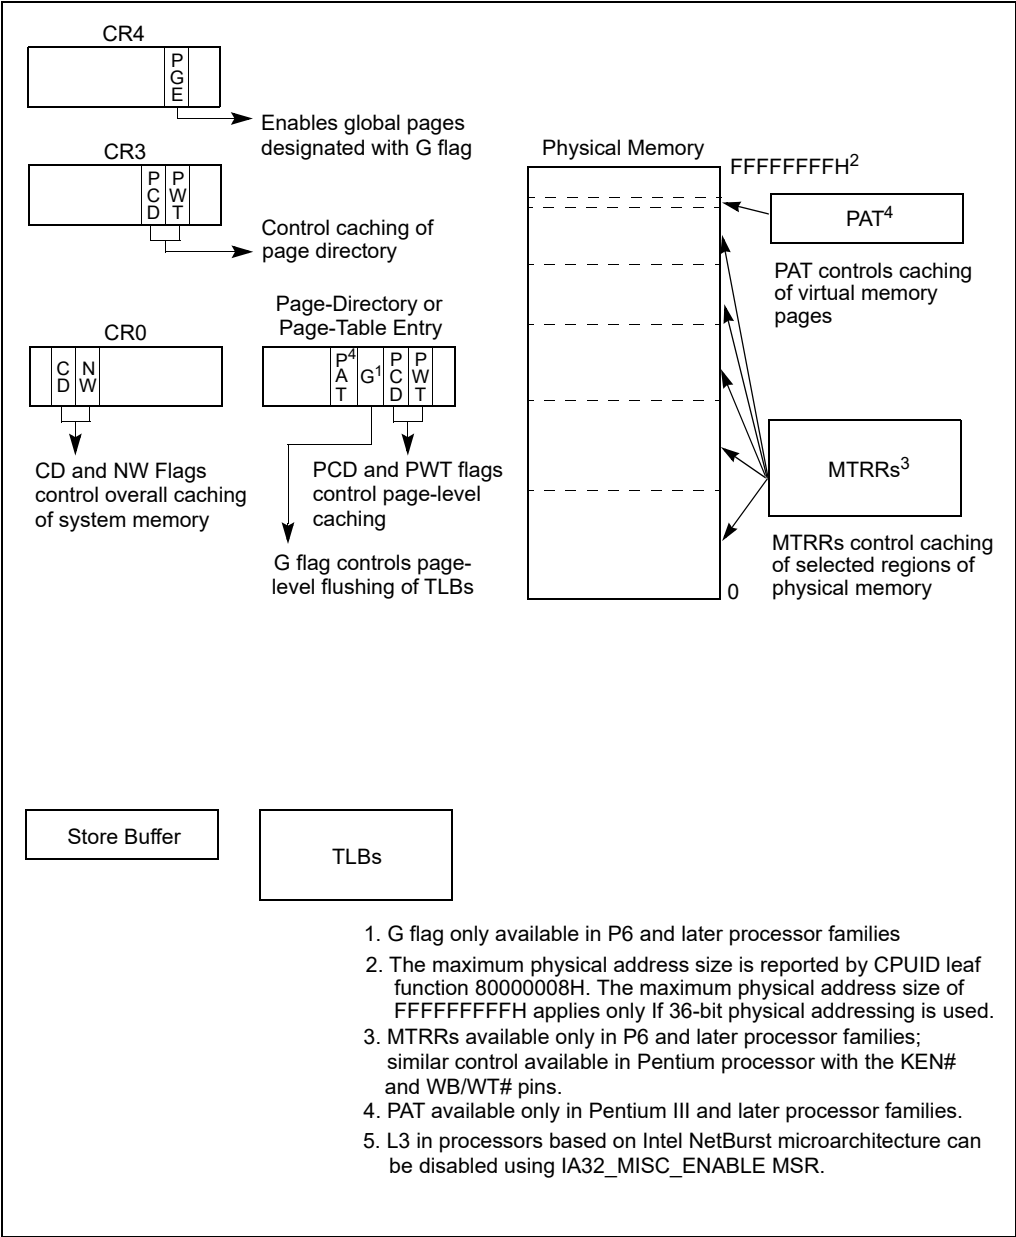 CR4
PGE
Enables global pages
designated with G flag
CR3
PCD
PWT
Control caching of
page directory
CR0
CD
NW
CD and NW Flags
control overall caching
of system memory
Page-Directory or
Page-Table Entry
PAT⁴
G¹
PCD
PWT
PCD and PWT flags
control page-level
caching
G flag controls page-
level flushing of TLBs
Physical Memory
FFFFFFFFH²
PAT⁴
PAT controls caching
of virtual memory
pages
MTRRs³
MTRRs control caching
of selected regions of
physical memory
0
Store Buffer
TLBs
1. G flag only available in P6 and later processor families
2. The maximum physical address size is reported by CPUID leaf
function 80000008H. The maximum physical address size of
FFFFFFFFFH applies only If 36-bit physical addressing is used.
3. MTRRs available only in P6 and later processor families;
similar control available in Pentium processor with the KEN#
and WB/WT# pins.
4. PAT available only in Pentium III and later processor families.
5. L3 in processors based on Intel NetBurst microarchitecture can
be disabled using IA32_MISC_ENABLE MSR.